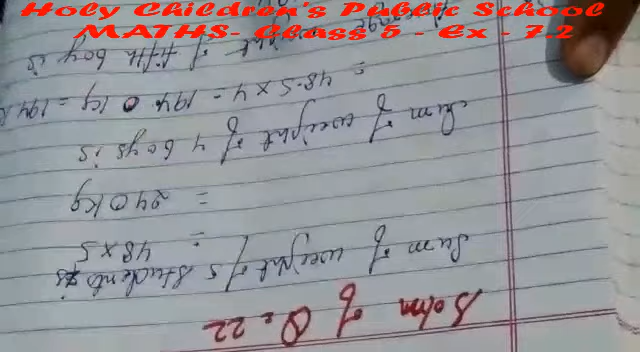 Holy Children's Public School
MATHS- Class 5 - Ex - 7.2
Soln of Q = 22
Sum of weight of 5 students is
= 48 × 5
= 240 kg
Sum of weight of 4 boys is
= 48.5 × 4 = 194.0 kg = 194
of fifth boy is